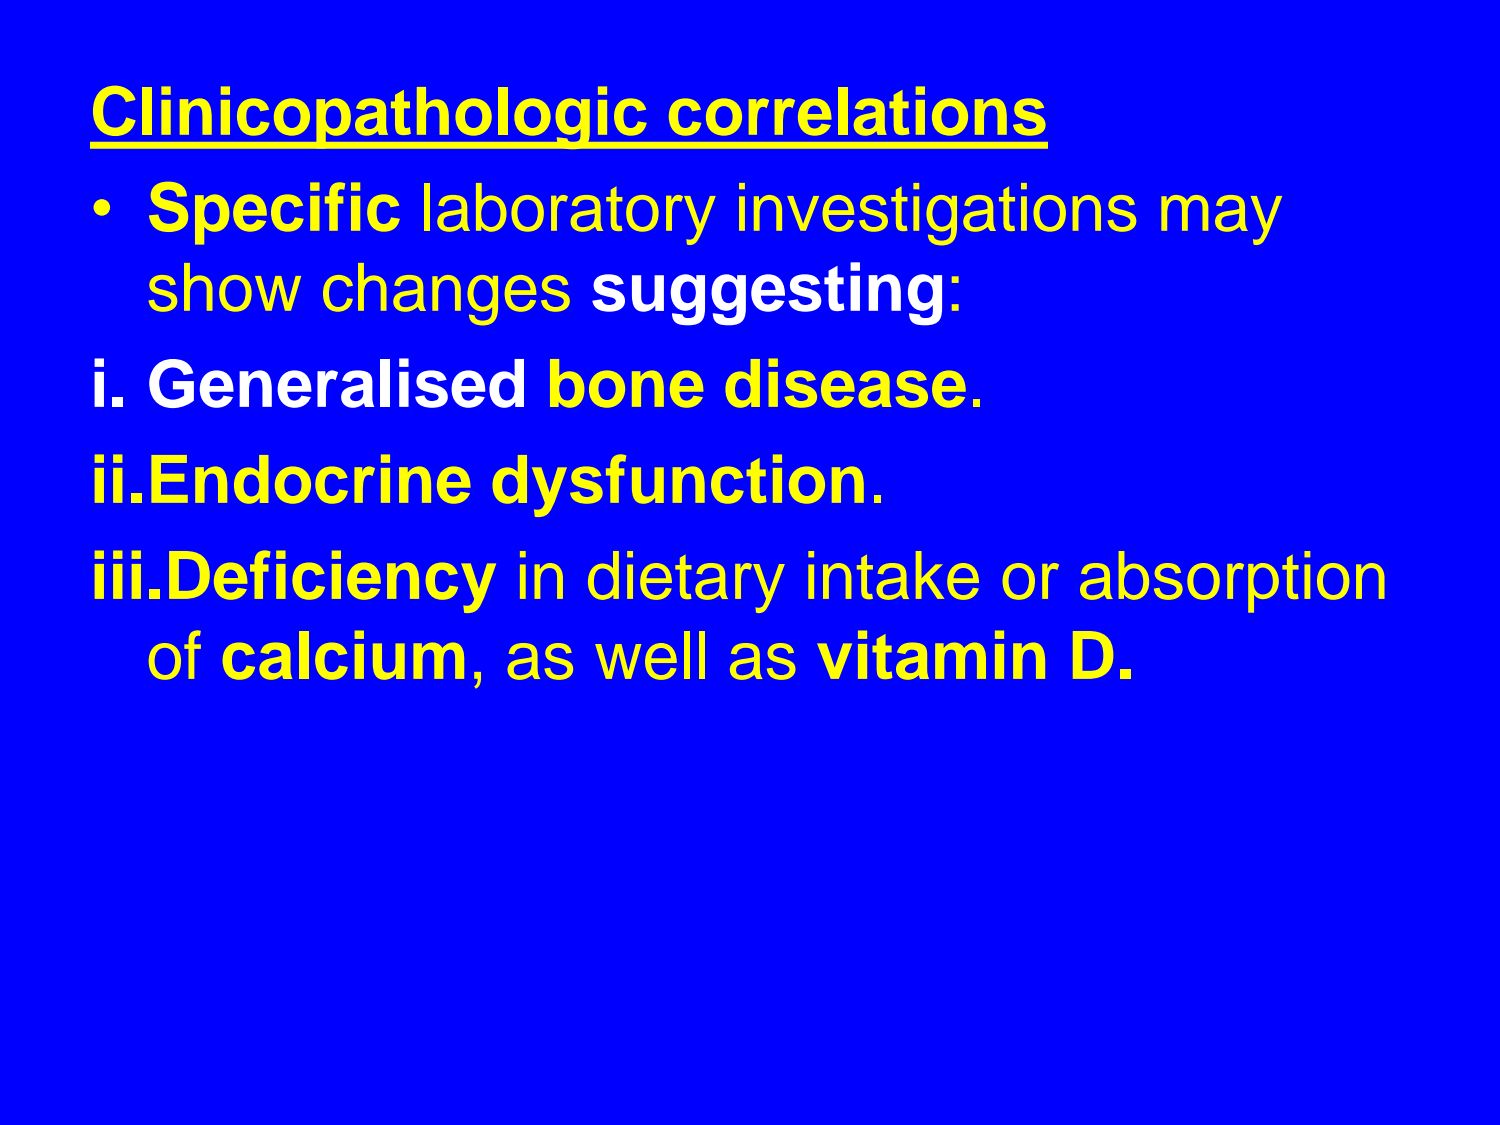 Clinicopathologic correlations
• Specific laboratory investigations may
show changes suggesting:
i. Generalised bone disease.
ii.Endocrine dysfunction.
iii.Deficiency in dietary intake or absorption
of calcium, as well as vitamin D.